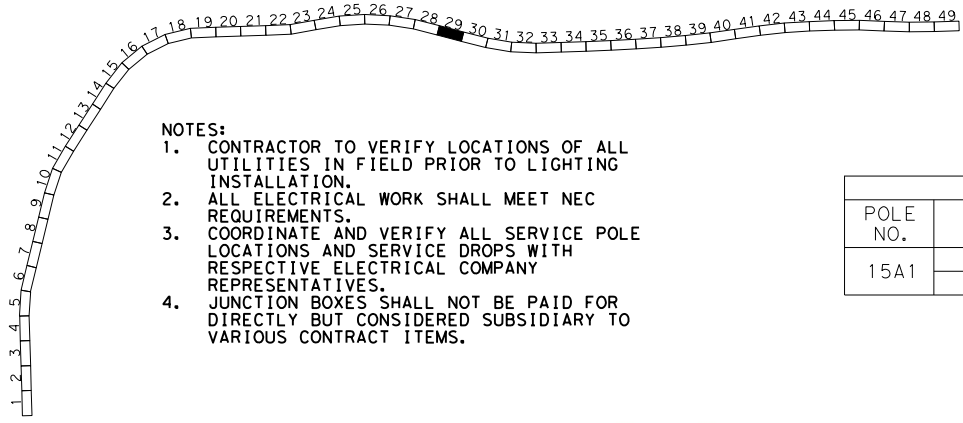 1 2 3 4 5 6 7 8 9 10 11 12 13 14 15 16 17 18 19 20 21 22 23 24 25 26 27 28 29 30 31 32 33 34 35 36 37 38 39 40 41 42 43 44 45 46 47 48 49
NOTES:
1. CONTRACTOR TO VERIFY LOCATIONS OF ALL
UTILITIES IN FIELD PRIOR TO LIGHTING
INSTALLATION.
2. ALL ELECTRICAL WORK SHALL MEET NEC
REQUIREMENTS.
3. COORDINATE AND VERIFY ALL SERVICE POLE
LOCATIONS AND SERVICE DROPS WITH
RESPECTIVE ELECTRICAL COMPANY
REPRESENTATIVES.
4. JUNCTION BOXES SHALL NOT BE PAID FOR
DIRECTLY BUT CONSIDERED SUBSIDIARY TO
VARIOUS CONTRACT ITEMS.
POLE
NO.
15A1